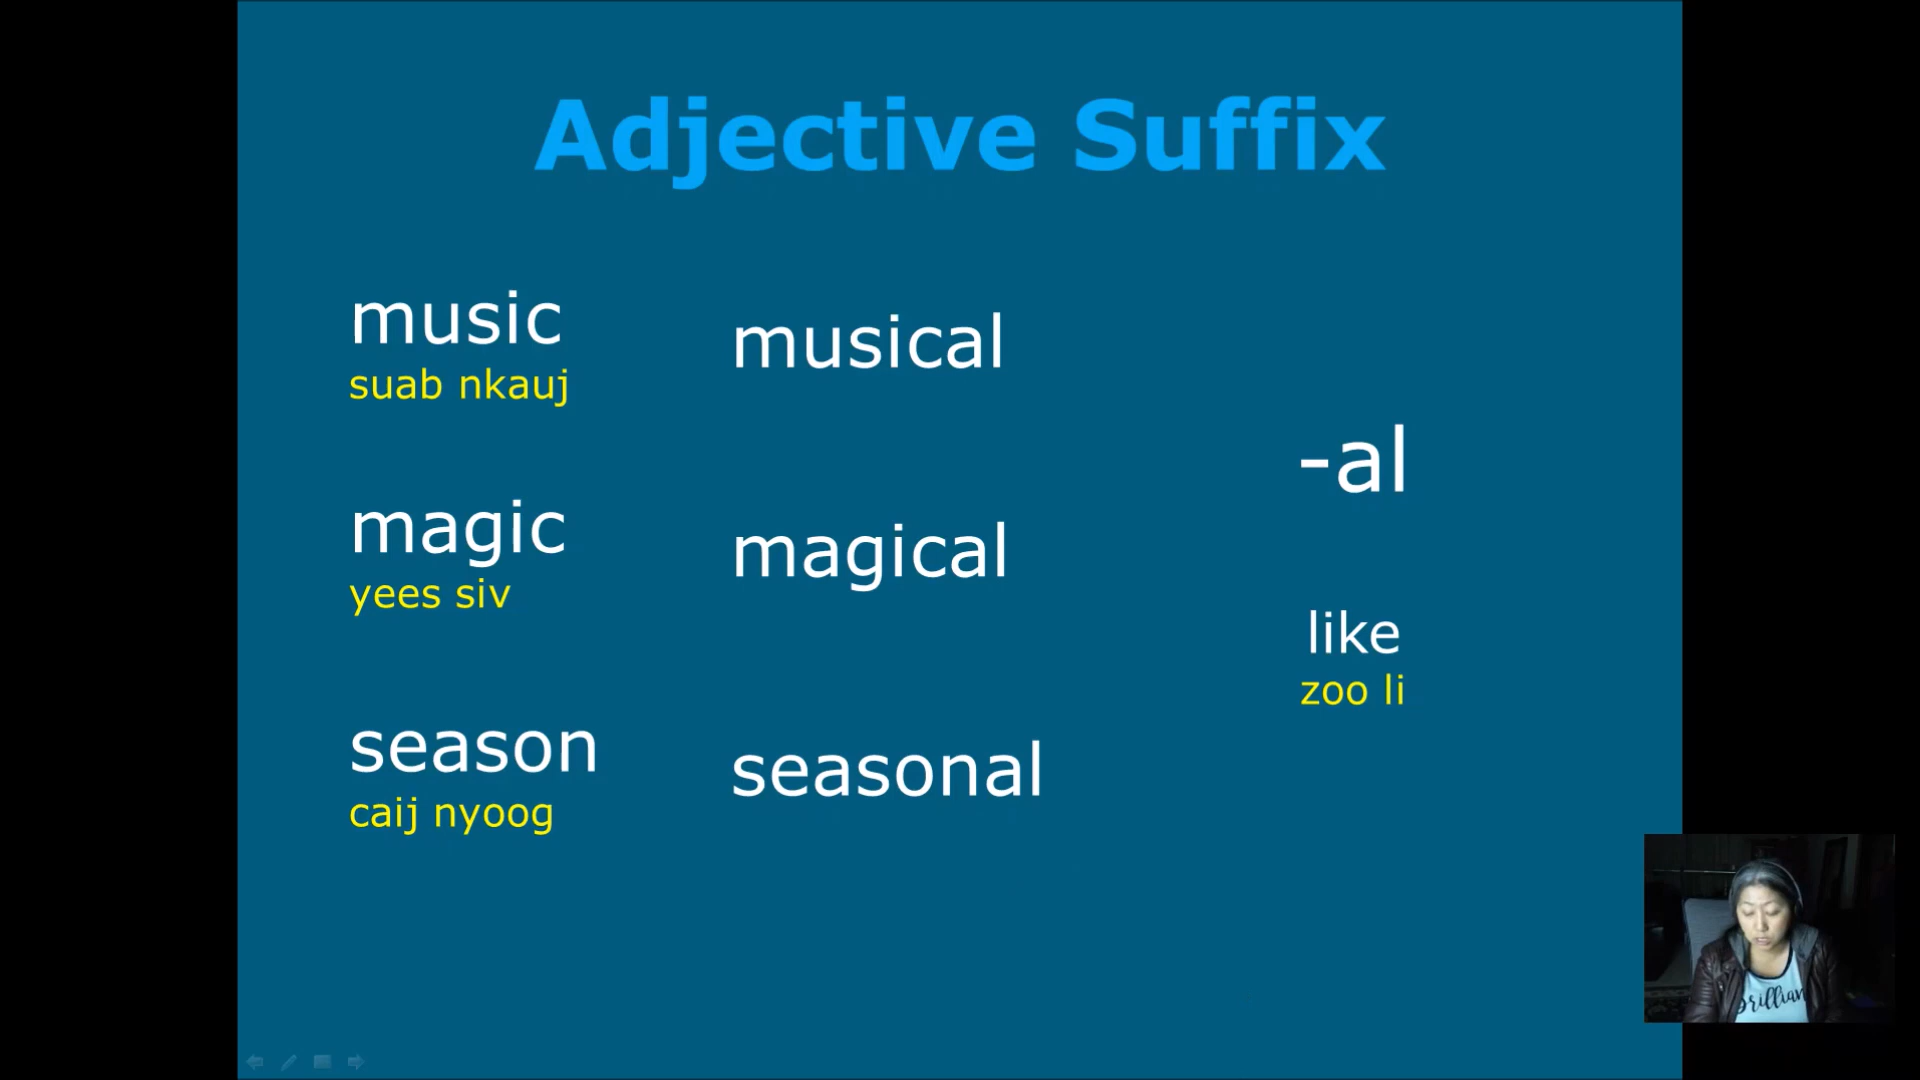 Adjective Suffix
music
suab nkauj
musical
magic
yees siv
magical
season
caij nyoog
seasonal
-al
like
zoo li